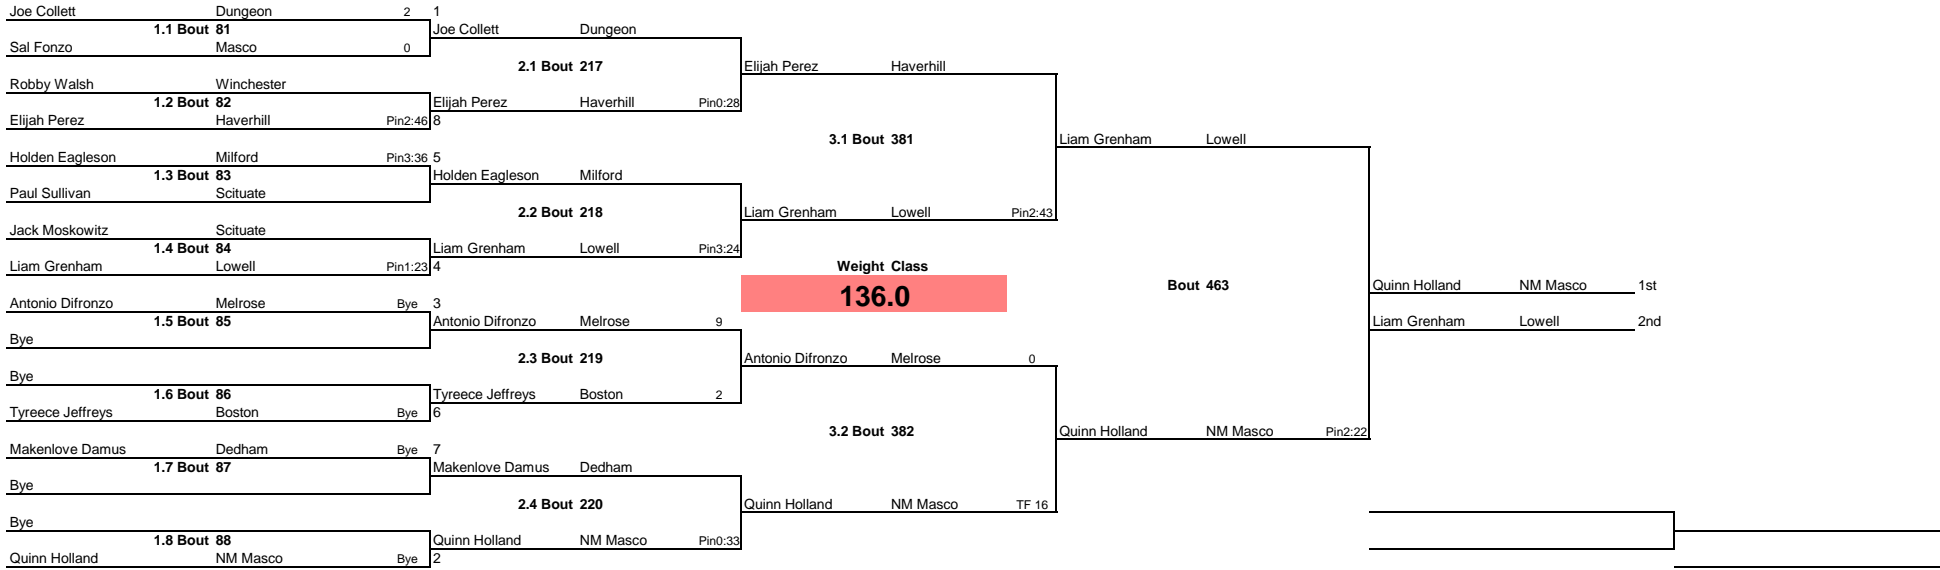 Joe Collett Dungeon 2 1
1.1 Bout 81 Joe Collett Dungeon
Sal Fonzo Masco 0
2.1 Bout 217 Elijah Perez Haverhill
Robby Walsh Winchester
1.2 Bout 82 Elijah Perez Haverhill Pin0:28
Elijah Perez Haverhill Pin2:46 8
3.1 Bout 381 Liam Grenham Lowell
Holden Eagleson Milford Pin3:36 5
1.3 Bout 83 Holden Eagleson Milford
Paul Sullivan Scituate
2.2 Bout 218 Liam Grenham Lowell Pin2:43
Jack Moskowitz Scituate
1.4 Bout 84 Liam Grenham Lowell Pin3:24
Liam Grenham Lowell Pin1:23 4 Weight Class
Bout 463 Quinn Holland NM Masco 1st
136.0
Antonio Difronzo Melrose Bye 3
1.5 Bout 85 Antonio Difronzo Melrose 9 Liam Grenham Lowell 2nd
Bye
2.3 Bout 219 Antonio Difronzo Melrose 0
Bye
1.6 Bout 86 Tyreece Jeffreys Boston 2
Tyreece Jeffreys Boston Bye 6
3.2 Bout 382 Quinn Holland NM Masco Pin2:22
Makenlove Damus Dedham Bye 7
1.7 Bout 87 Makenlove Damus Dedham
Bye
2.4 Bout 220 Quinn Holland NM Masco TF 16
Bye
1.8 Bout 88 Quinn Holland NM Masco Pin0:33
Quinn Holland NM Masco Bye 2